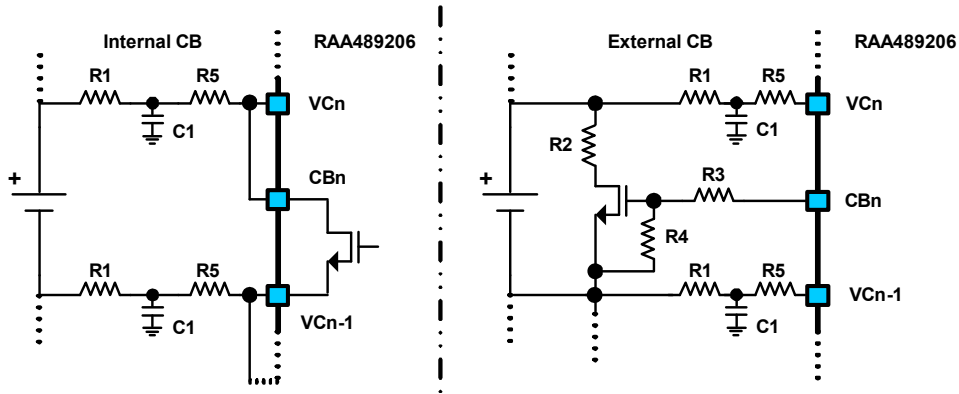 Internal CB
RAA489206
R1
R5
VCn
C1
CBn
+
R1
R5
VCn-1
C1
External CB
RAA489206
R1
R5
VCn
C1
R2
R3
CBn
+
R4
R1
R5
VCn-1
C1